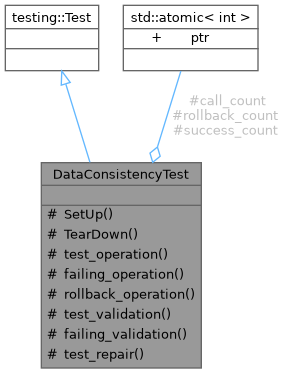 testing::Test
std::atomic< int >
+ ptr
#call_count
#rollback_count
#success_count
DataConsistencyTest
# SetUp()
# TearDown()
# test_operation()
# failing_operation()
# rollback_operation()
# test_validation()
# failing_validation()
# test_repair()